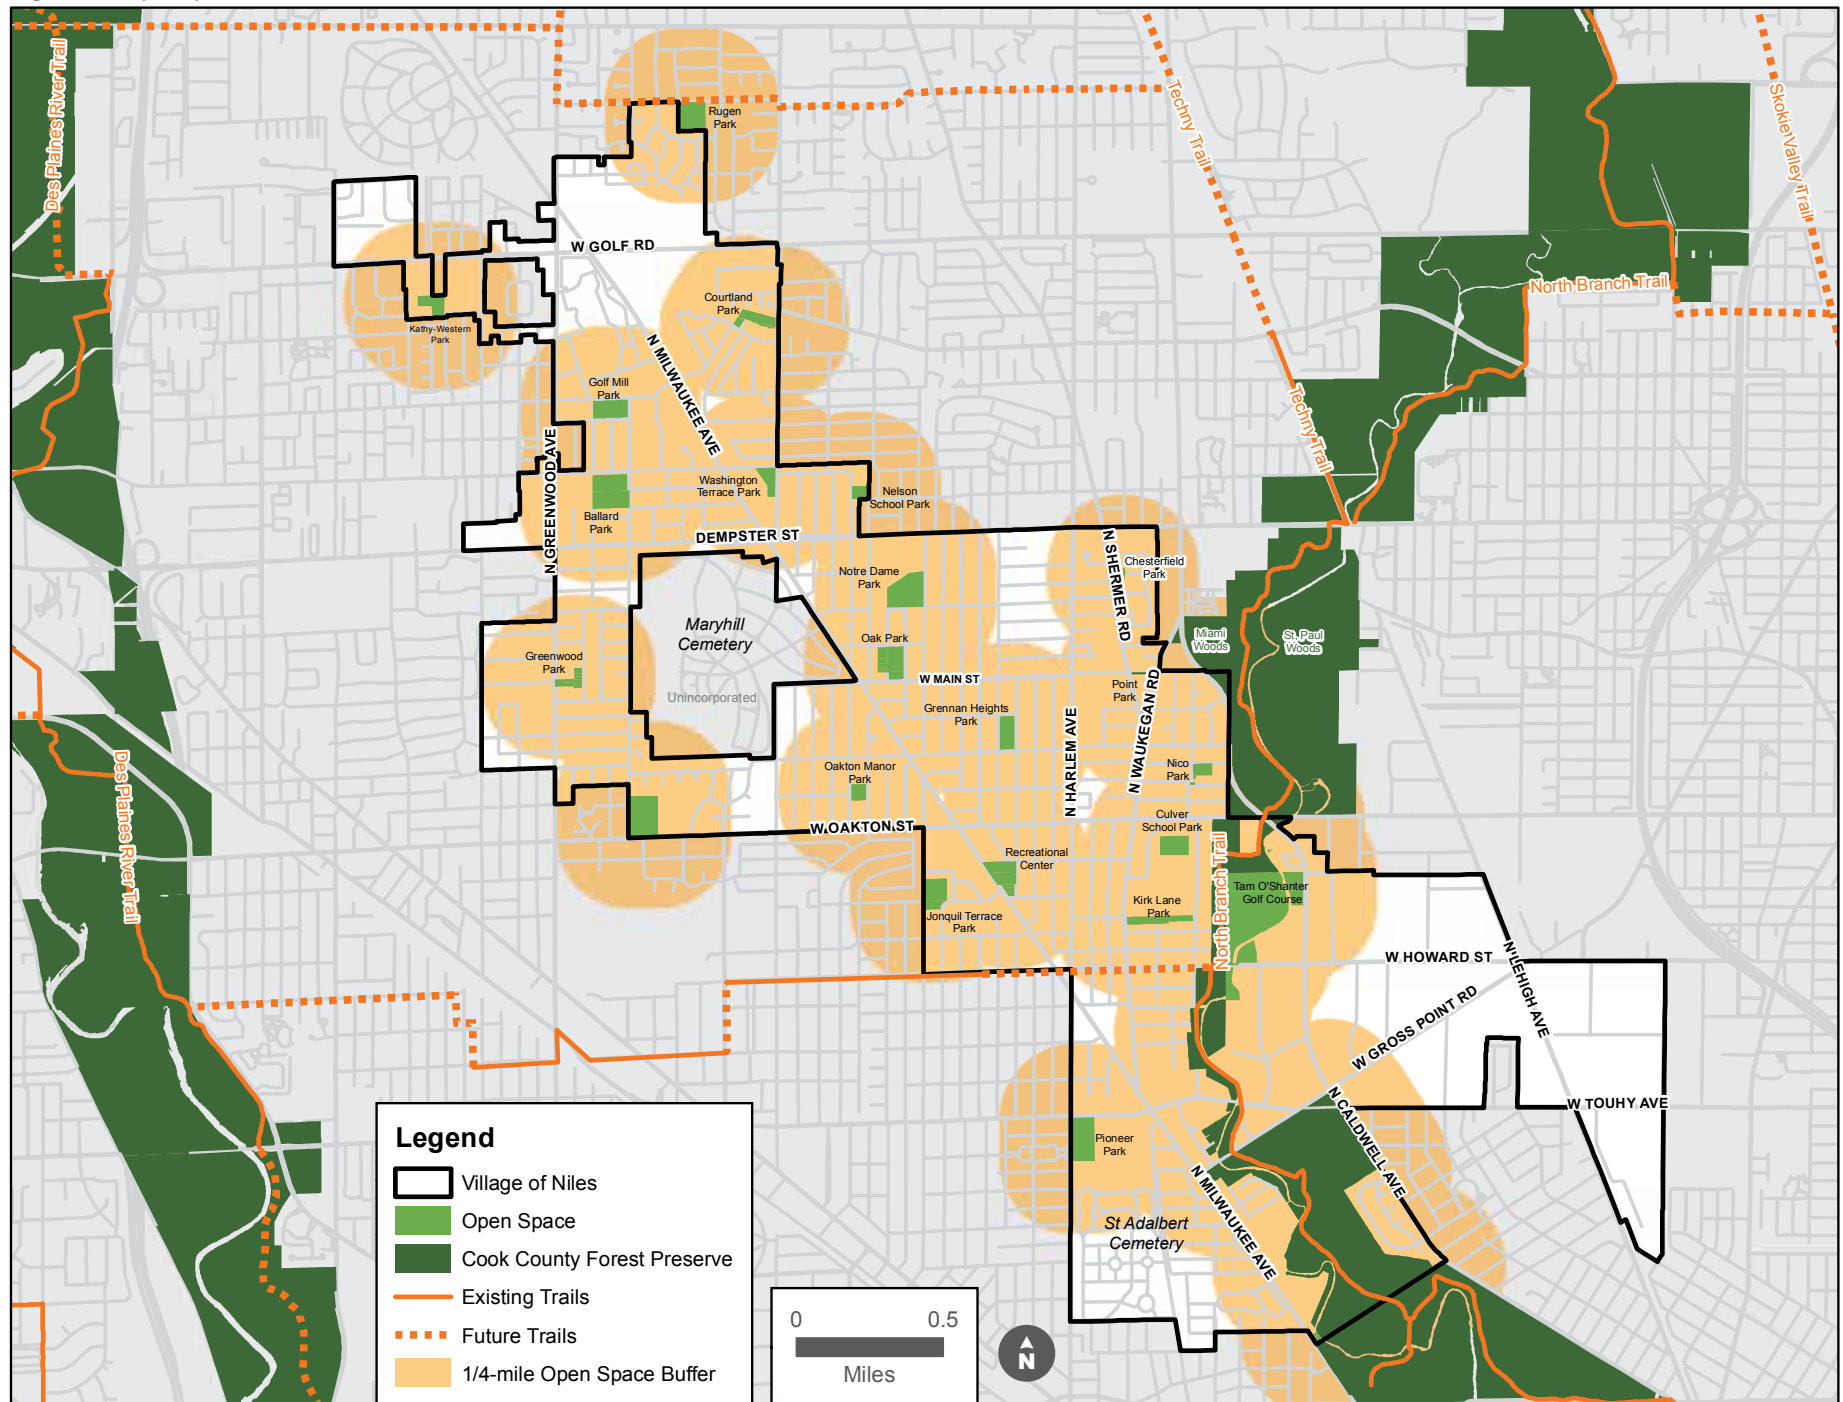 Des Plaines River Trail
Rugen
Park
Techny Trail
Skokie Valley Trail
W GOLF RD
North Branch Trail
Courtland
Park
Kathy-Western
Park
N MILWAUKEE AVE
Golf Mill
Park
Techny Trail
N GREENWOOD AVE
Washington
Terrace Park
Nelson
School Park
Ballard
Park
DEMPSTER ST
N SHERMER RD
Chesterfield
Park
Notre Dame
Park
Maryhill
Cemetery
Oak Park
Miami
Woods
St. Paul
Woods
Greenwood
Park
W MAIN ST
Unincorporated
Point
Park
N WAUKEGAN RD
Grennan Heights
Park
N HARLEM AVE
Des Plaines River Trail
Oakton Manor
Park
Nico
Park
W OAKTON ST
Culver
School Park
Recreational
Center
North Branch Trail
Tam O'Shanter
Golf Course
Jonquil Terrace
Park
Kirk Lane
Park
W HOWARD ST
N LEHIGH AVE
W GROSS POINT RD
N CALDWELL AVE
W TOUHY AVE
Pioneer
Park
N MILWAUKEE AVE
St Adalbert
Cemetery
Legend
Village of Niles
Open Space
Cook County Forest Preserve
Existing Trails
Future Trails
1/4-mile Open Space Buffer
0 0.5
Miles
N